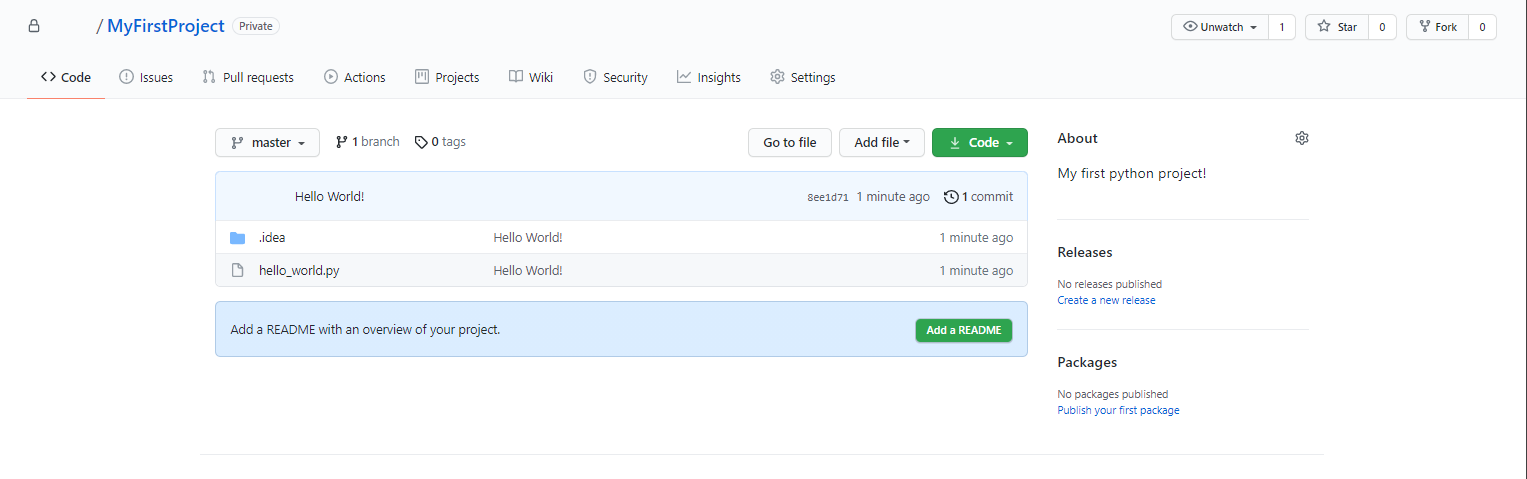 / MyFirstProject Private
Unwatch 1 Star 0 Fork 0
Code Issues Pull requests Actions Projects Wiki Security Insights Settings
master 1 branch 0 tags Go to file Add file Code
Hello World! 8ee1d71 1 minute ago 1 commit
.idea Hello World! 1 minute ago
hello_world.py Hello World! 1 minute ago
Add a README with an overview of your project. Add a README
About
My first python project!
Releases
No releases published
Create a new release
Packages
No packages published
Publish your first package